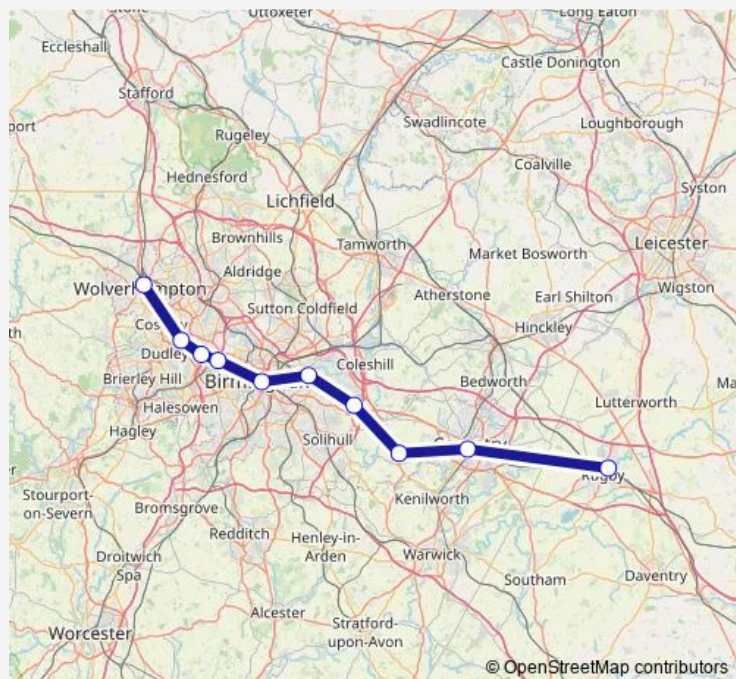 Uttoxeter
Long Eaton
Eccleshall
Castle Donington
Stafford
Swadlincote
Loughborough
port
Rugeley
Coalville
Hednesford
Syston
Lichfield
Brownhills
Tamworth
Leicester
Market Bosworth
Aldridge
Wigston
Wolverhampton
Atherstone
Earl Shilton
Sutton Coldfield
Hinckley
Dudley
Coleshill
Brierley Hill
Bedworth
Halesowen
Lutterworth
Hagley
Solihull
Rugby
Stourport-
on-Severn
Kenilworth
Bromsgrove
Redditch
Henley-in-
Arden
Droitwich
Spa
Warwick
Southam
Daventry
Alcester
Worcester
Stratford-
upon-Avon
© OpenStreetMap contributors